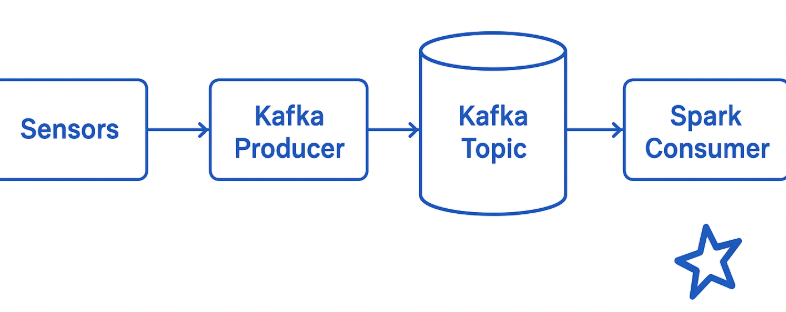 Sensors
Kafka
Producer
Kafka
Topic
Spark
Consumer